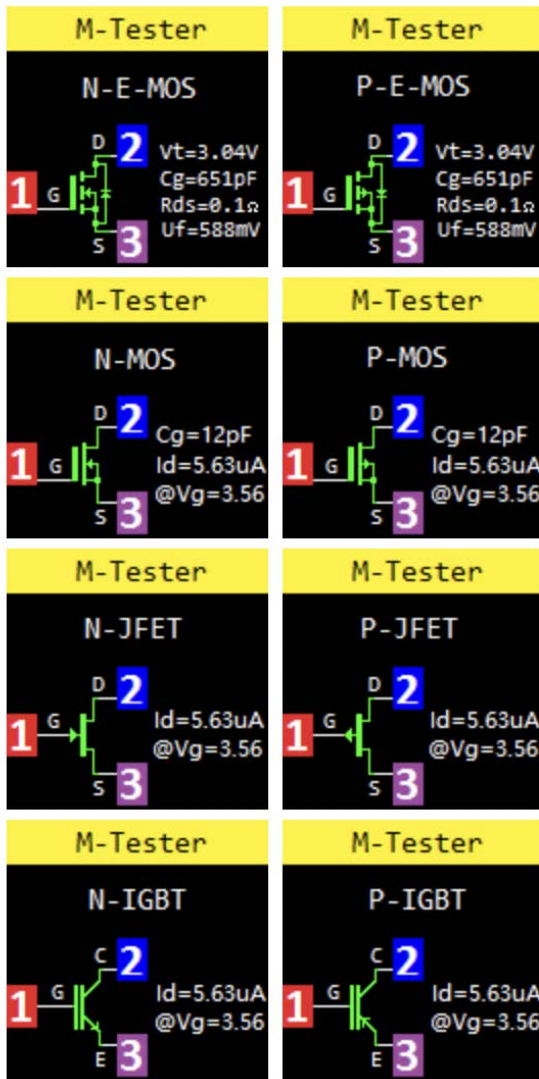 M-Tester
N-E-MOS
D 2 Vt=3.04V
Cg=651pF
1 G Rds=0.1Ω
S 3 Uf=588mV
M-Tester
P-E-MOS
D 2 Vt=3.04V
Cg=651pF
1 G Rds=0.1Ω
S 3 Uf=588mV
M-Tester
N-MOS
D 2 Cg=12pF
1 G Id=5.63uA
S 3 @Vg=3.56
M-Tester
P-MOS
D 2 Cg=12pF
1 G Id=5.63uA
S 3 @Vg=3.56
M-Tester
N-JFET
D 2
1 G Id=5.63uA
@Vg=3.56
S 3
M-Tester
P-JFET
D 2
1 G Id=5.63uA
@Vg=3.56
S 3
M-Tester
N-IGBT
C 2
1 G Id=5.63uA
@Vg=3.56
E 3
M-Tester
P-IGBT
C 2
1 G Id=5.63uA
@Vg=3.56
E 3